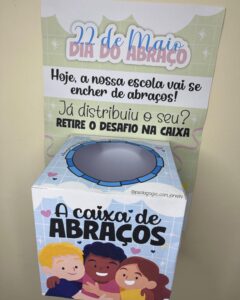 22 de Maio
DIA DO ABRAÇO
Hoje, a nossa escola vai se
encher de abraços!
Já distribuiu o seu?
RETIRE O DESAFIO NA CAIXA
A caixa de
ABRAÇOS